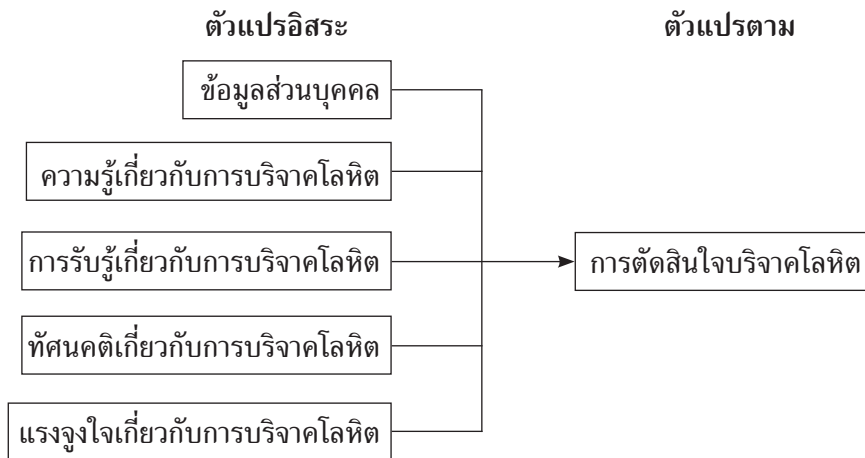 ตัวแปรอิสระ
ตัวแปรตาม
ข้อมูลส่วนบุคคล
ความรู้เกี่ยวกับการบริจาคโลหิต
การรับรู้เกี่ยวกับการบริจาคโลหิต
การตัดสินใจบริจาคโลหิต
ทัศนคติเกี่ยวกับการบริจาคโลหิต
แรงจูงใจเกี่ยวกับการบริจาคโลหิต